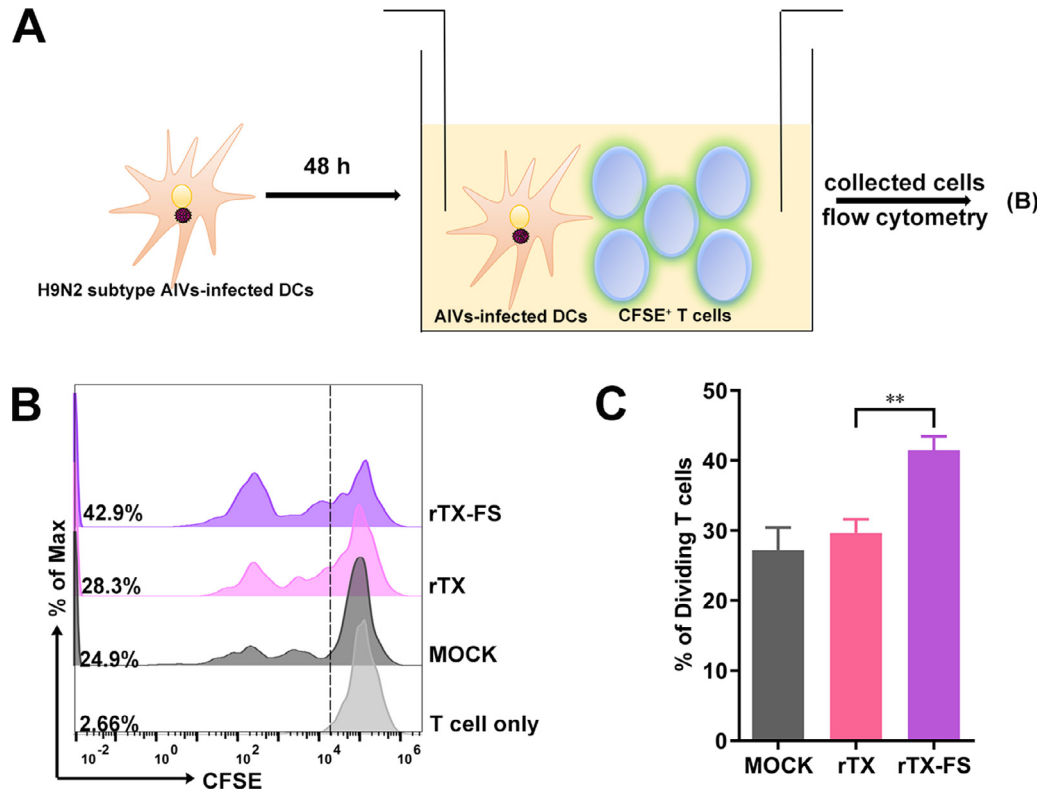 A
48 h
collected cells
flow cytometry
(B)
H9N2 subtype AIVs-infected DCs
AIVs-infected DCs
CFSE+ T cells
B
% of Max
42.9%
rTX-FS
28.3%
rTX
24.9%
MOCK
2.66%
T cell only
10-2 100 102 104 106
CFSE
C
% of Dividing T cells
50
40
30
20
10
0
**
MOCK rTX rTX-FS